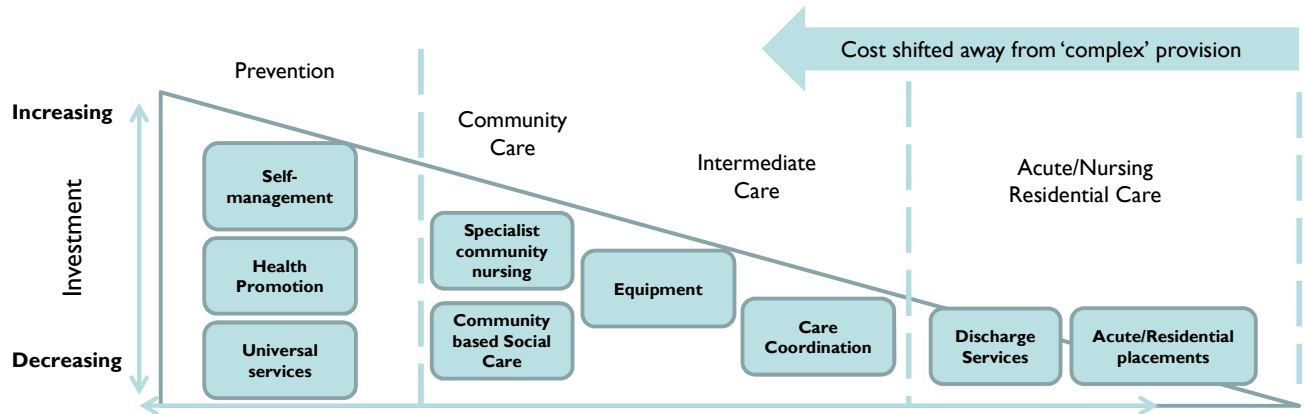 Cost shifted away from ‘complex’ provision
Prevention
Increasing
Community
Care
Intermediate
Care
Acute/Nursing
Residential Care
Investment
Self-
management
Health
Promotion
Universal
services
Specialist
community
nursing
Community
based Social
Care
Equipment
Care
Coordination
Discharge
Services
Acute/Residential
placements
Decreasing